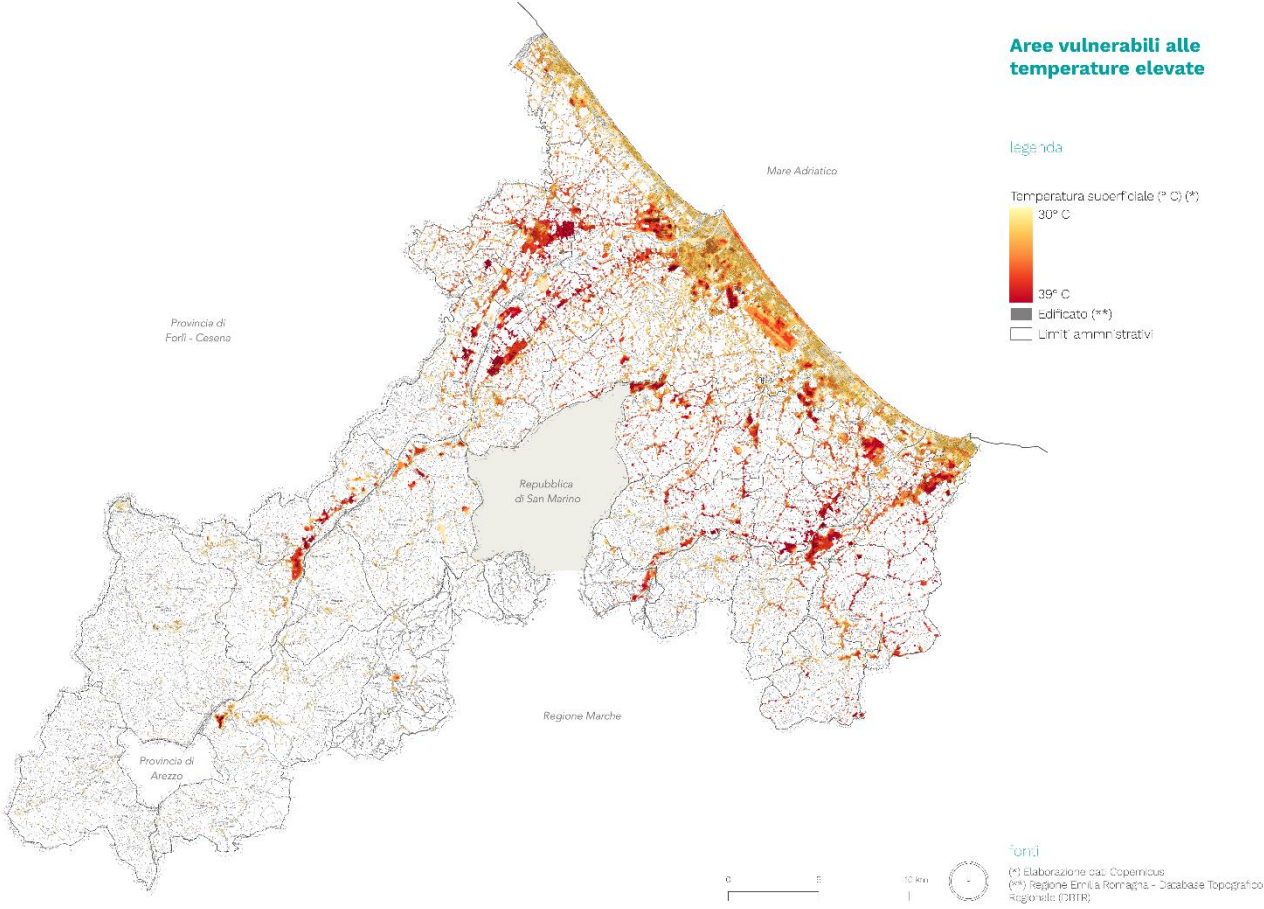 Aree vulnerabili alle
temperature elevate
legenda
Mare Adriatico
Temperatura superficiale (° C) (*)
30° C
39° C
Edificato (**)
Limiti ammnistrativi
Provincia di
Forlì - Cesena
Repubblica
di San Marino
Regione Marche
Provincia di
Arezzo
fonti
(*) Elaborazione dati Copernicus
(**) Regione Emilia Romagna - Database Topografico
Regionale (DBTR)
0 5 10 km